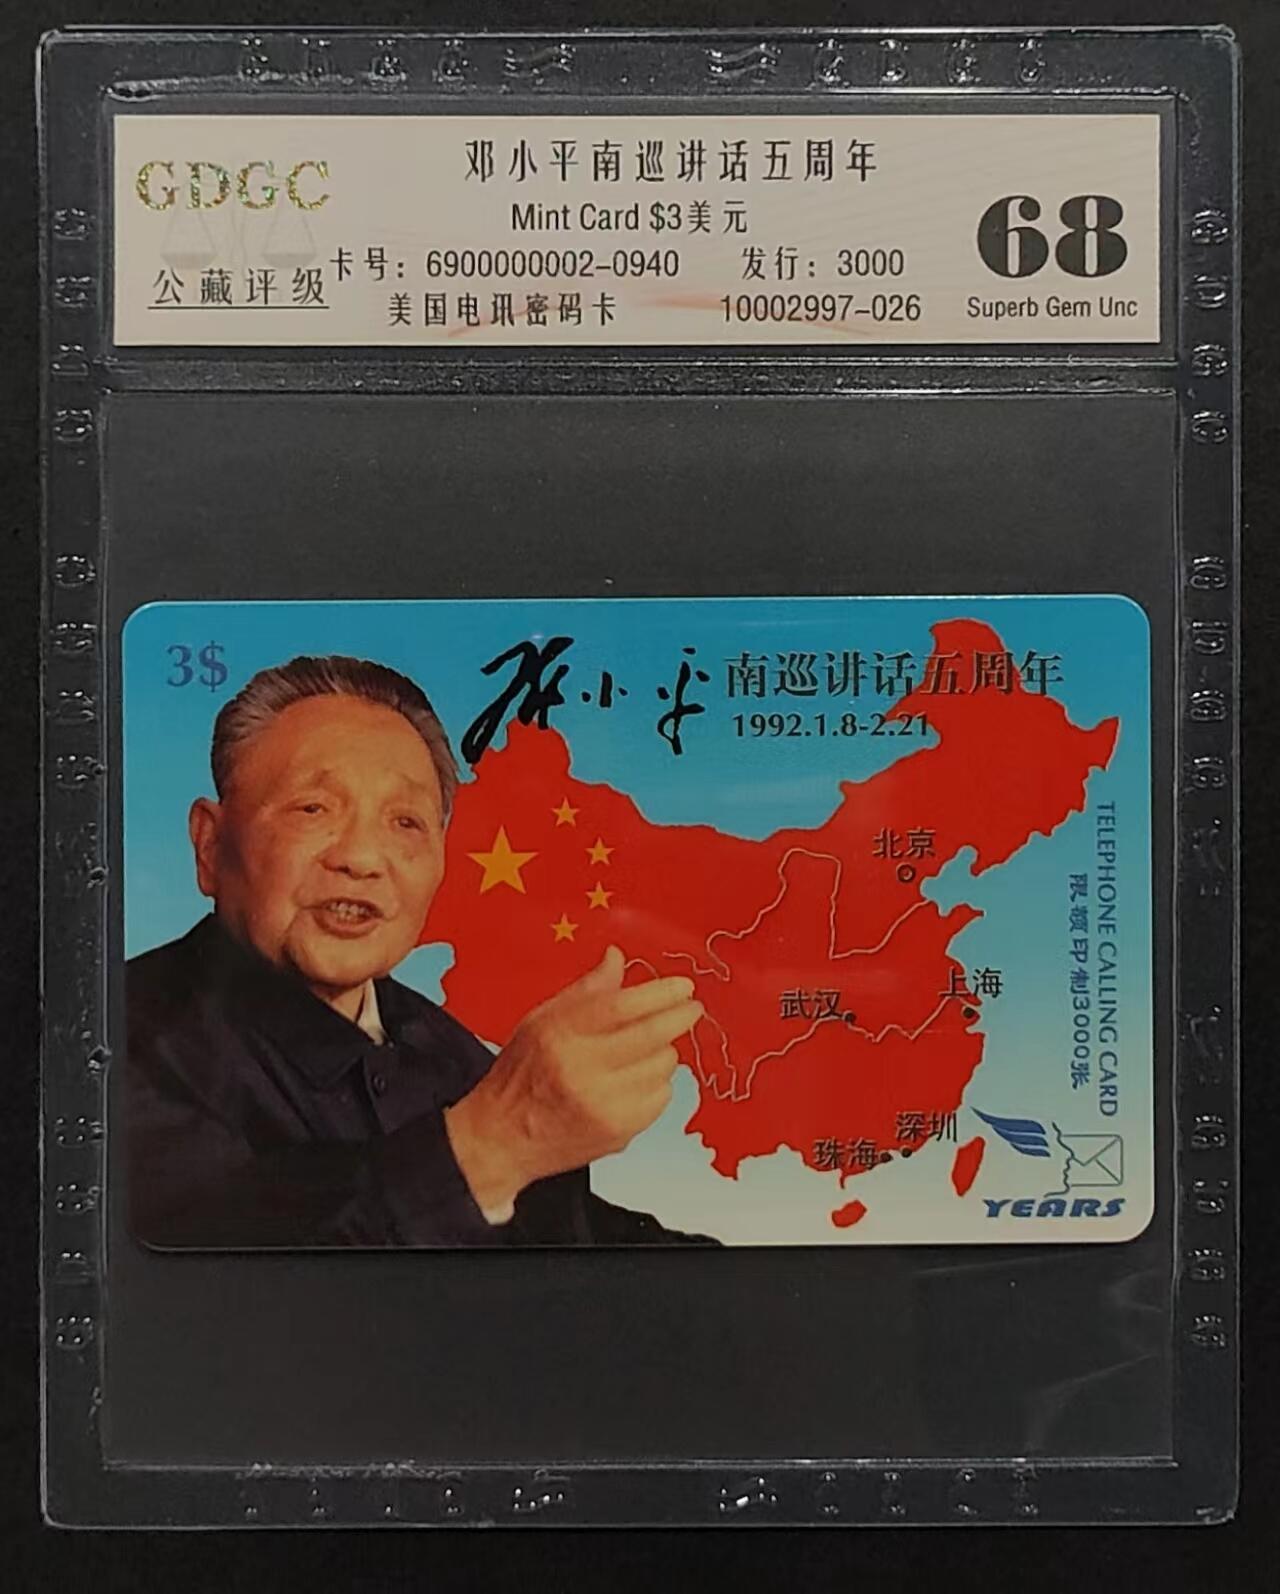 邓小平南巡讲话五周年
GDGC
Mint Card $3美元
68
卡号：6900000002-0940 发行：3000
公藏评级
美国电讯密码卡 10002997-026
Superb Gem Unc
3$
邓小平 南巡讲话五周年
1992.1.8-2.21
北京
上海
武汉
深圳
珠海
TELEPHONE CALLING CARD
限额印制3000张
YEARS